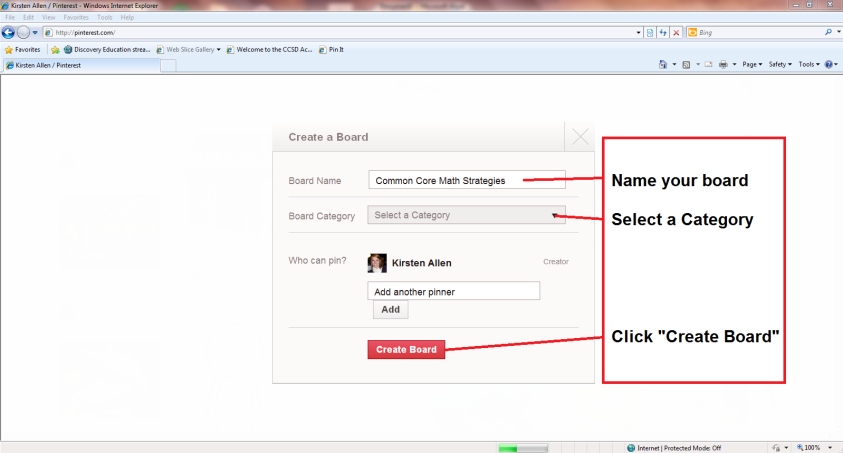 Kirsten Allen / Pinterest - Windows Internet Explorer
File Edit View Favorites Tools Help
http://pinterest.com/
Bing
Favorites Discovery Education strea... Web Slice Gallery Welcome to the CCSD Ac... Pin It
Kirsten Allen / Pinterest
Page Safety Tools
Create a Board
Board Name Common Core Math Strategies
Name your board
Board Category Select a Category
Select a Category
Who can pin? Kirsten Allen Creator
Add another pinner
Add
Create Board
Click "Create Board"
Internet | Protected Mode: Off 100%